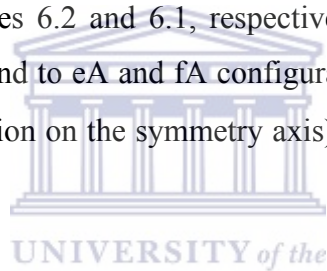 es 6.2 and 6.1, respective
nd to eA and fA configura
ion on the symmetry axis)
UNIVERSITY of the